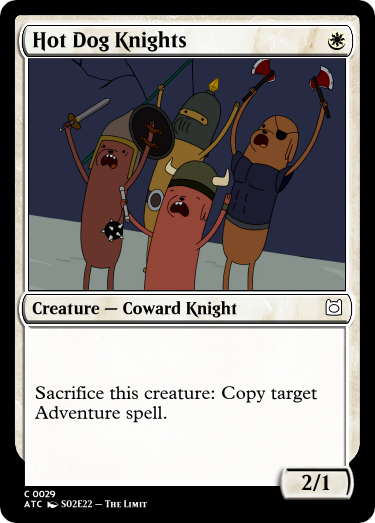 Hot Dog Knights
Creature — Coward Knight
Sacrifice this creature: Copy target
Adventure spell.
2/1
C 0029
ATC S02E22 – The Limit